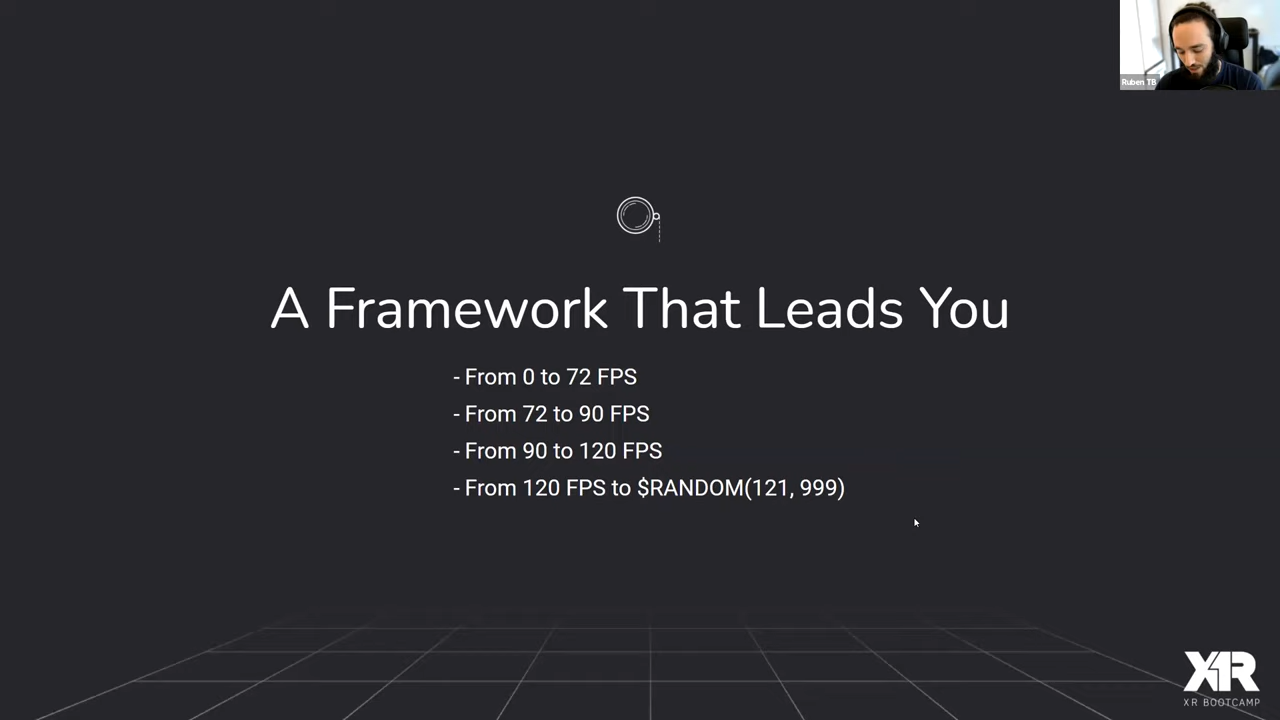 Ruben TB
A Framework That Leads You
- From 0 to 72 FPS
- From 72 to 90 FPS
- From 90 to 120 FPS
- From 120 FPS to $RANDOM(121, 999)
XR
XR BOOTCAMP